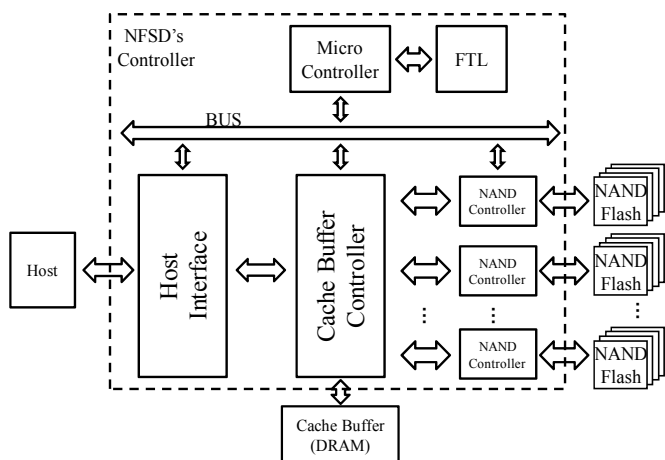 NFSD's
Controller
Micro
Controller
FTL
BUS
Host
Host
Interface
Cache Buffer
Controller
NAND
Controller
NAND
Flash
NAND
Controller
NAND
Flash
NAND
Controller
NAND
Flash
Cache Buffer
(DRAM)